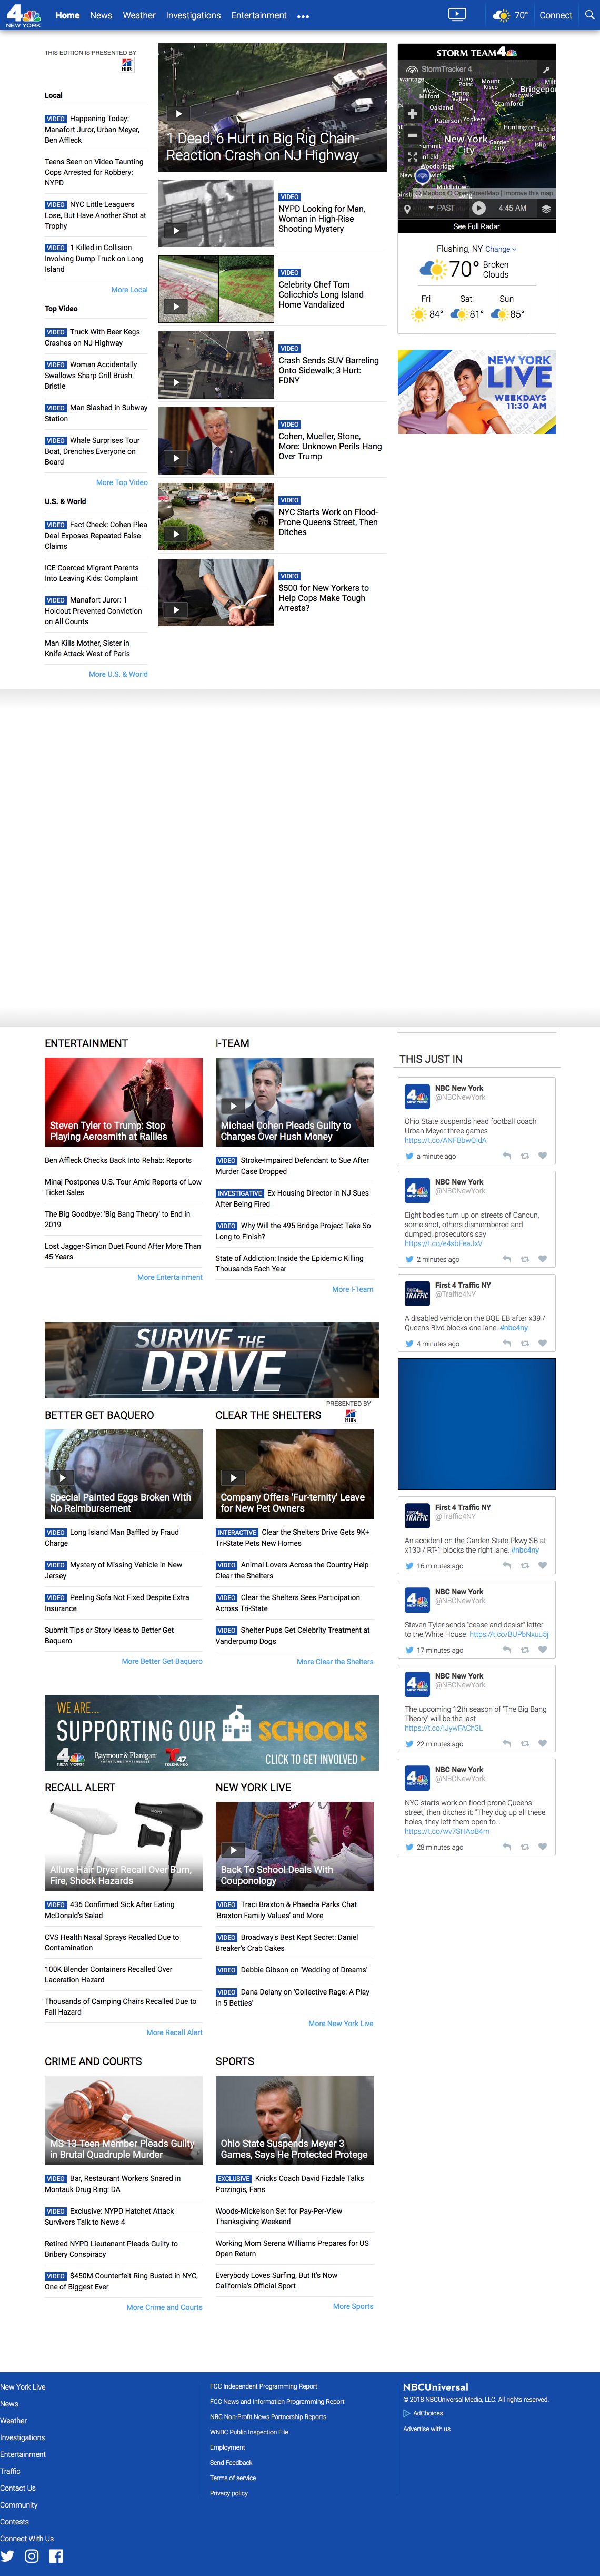 4
NEW YORK
Home
News
Weather
Investigations
Entertainment
70°
Connect
THIS EDITION IS PRESENTED BY
Local
VIDEO Happening Today:
Manafort Juror, Urban Meyer,
Ben Affleck
Teens Seen on Video Taunting
Cops Arrested for Robbery:
NYPD
VIDEO NYC Little Leaguers
Lose, But Have Another Shot at
Trophy
VIDEO 1 Killed in Collision
Involving Dump Truck on Long
Island
More Local
Top Video
VIDEO Truck With Beer Kegs
Crashes on NJ Highway
VIDEO Woman Accidentally
Swallows Sharp Grill Brush
Bristle
VIDEO Man Slashed in Subway
Station
VIDEO Whale Surprises Tour
Boat, Drenches Everyone on
Board
More Top Video
U.S. & World
VIDEO Fact Check: Cohen Plea
Deal Exposes Repeated False
Claims
ICE Coerced Migrant Parents
Into Leaving Kids: Complaint
VIDEO Manafort Juror: 1
Holdout Prevented Conviction
on All Counts
Man Kills Mother, Sister in
Knife Attack West of Paris
More U.S. & World
1 Dead, 6 Hurt in Big Rig Chain-
Reaction Crash on NJ Highway
VIDEO
NYPD Looking for Man,
Woman in High-Rise
Shooting Mystery
VIDEO
Celebrity Chef Tom
Colicchio's Long Island
Home Vandalized
VIDEO
Crash Sends SUV Barreling
Onto Sidewalk; 3 Hurt:
FDNY
VIDEO
Cohen, Mueller, Stone,
More: Unknown Perils Hang
Over Trump
VIDEO
NYC Starts Work on Flood-
Prone Queens Street, Then
Ditches
VIDEO
$500 for New Yorkers to
Help Cops Make Tough
Arrests?
STORM TEAM 4
StormTracker 4
West
Milford
Spring
Valley
Mount
Kisco
Bridgepo
Stamford
Oakland
Paterson
Yonkers
Huntington
New York
City
Garden
City
Islip
Middletown
© Mapbox © OpenStreetMap | Improve this map
PAST
4:45 AM
See Full Radar
Flushing, NY Change
70° Broken
Clouds
Fri
Sat
Sun
84°
81°
85°
NEW YORK
LIVE
WEEKDAYS
11:30 AM
ENTERTAINMENT
Steven Tyler to Trump: Stop
Playing Aerosmith at Rallies
Ben Affleck Checks Back Into Rehab: Reports
Minaj Postpones U.S. Tour Amid Reports of Low
Ticket Sales
The Big Goodbye: 'Big Bang Theory' to End in
2019
Lost Jagger-Simon Duet Found After More Than
45 Years
More Entertainment
I-TEAM
Michael Cohen Pleads Guilty to
Charges Over Hush Money
VIDEO Stroke-Impaired Defendant to Sue After
Murder Case Dropped
INVESTIGATIVE Ex-Housing Director in NJ Sues
After Being Fired
VIDEO Why Will the 495 Bridge Project Take So
Long to Finish?
State of Addiction: Inside the Epidemic Killing
Thousands Each Year
More I-Team
SURVIVE THE
DRIVE
BETTER GET BAQUERO
Special Painted Eggs Broken With
No Reimbursement
VIDEO Long Island Man Baffled by Fraud
Charge
VIDEO Mystery of Missing Vehicle in New
Jersey
VIDEO Peeling Sofa Not Fixed Despite Extra
Insurance
Submit Tips or Story Ideas to Better Get
Baquero
More Better Get Baquero
PRESENTED BY
CLEAR THE SHELTERS
Company Offers 'Fur-ternity' Leave
for New Pet Owners
INTERACTIVE Clear the Shelters Drive Gets 9K+
Tri-State Pets New Homes
VIDEO Animal Lovers Across the Country Help
Clear the Shelters
VIDEO Clear the Shelters Sees Participation
Across Tri-State
VIDEO Shelter Pups Get Celebrity Treatment at
Vanderpump Dogs
More Clear the Shelters
WE ARE...
SUPPORTING OUR SCHOOLS
4
NEW YORK
Raymour & Flanigan
FURNITURE | MATTRESSES
47
TELEMUNDO
CLICK TO GET INVOLVED
RECALL ALERT
Allure Hair Dryer Recall Over Burn,
Fire, Shock Hazards
VIDEO 436 Confirmed Sick After Eating
McDonald's Salad
CVS Health Nasal Sprays Recalled Due to
Contamination
100K Blender Containers Recalled Over
Laceration Hazard
Thousands of Camping Chairs Recalled Due to
Fall Hazard
More Recall Alert
NEW YORK LIVE
Back To School Deals With
Couponology
VIDEO Traci Braxton & Phaedra Parks Chat
'Braxton Family Values' and More
VIDEO Broadway's Best Kept Secret: Daniel
Breaker's Crab Cakes
VIDEO Debbie Gibson on 'Wedding of Dreams'
VIDEO Dana Delany on 'Collective Rage: A Play
in 5 Betties'
More New York Live
CRIME AND COURTS
MS-13 Teen Member Pleads Guilty
in Brutal Quadruple Murder
VIDEO Bar, Restaurant Workers Snared in
Montauk Drug Ring: DA
VIDEO Exclusive: NYPD Hatchet Attack
Survivors Talk to News 4
Retired NYPD Lieutenant Pleads Guilty to
Bribery Conspiracy
VIDEO $450M Counterfeit Ring Busted in NYC,
One of Biggest Ever
More Crime and Courts
SPORTS
Ohio State Suspends Meyer 3
Games, Says He Protected Protege
EXCLUSIVE Knicks Coach David Fizdale Talks
Porzingis, Fans
Woods-Mickelson Set for Pay-Per-View
Thanksgiving Weekend
Working Mom Serena Williams Prepares for US
Open Return
Everybody Loves Surfing, But It's Now
California's Official Sport
More Sports
THIS JUST IN
NBC New York
@NBCNewYork
Ohio State suspends head football coach
Urban Meyer three games
https://t.co/ANFBbwQIdA
a minute ago
NBC New York
@NBCNewYork
Eight bodies turn up on streets of Cancun,
some shot, others dismembered and
dumped, prosecutors say
https://t.co/e4sbFeaJxV
2 minutes ago
FIRST 4 TRAFFIC
First 4 Traffic NY
@Traffic4NY
A disabied vehicle on the BQE EB after x39 /
Queens Blvd blocks one lane. #nbc4ny
4 minutes ago
FIRST 4 TRAFFIC
First 4 Traffic NY
@Traffic4NY
An accident on the Garden State Pkwy SB at
x130 / RT-1 blocks the right lane. #nbc4ny
16 minutes ago
NBC New York
@NBCNewYork
Steven Tyler sends "cease and desist" letter
to the White House. https://t.co/BUPbNxuu5j
17 minutes ago
NBC New York
@NBCNewYork
The upcoming 12th season of 'The Big Bang
Theory' will be the last
https://t.co/IJywFACh3L
22 minutes ago
NBC New York
@NBCNewYork
NYC starts work on flood-prone Queens
street, then ditches it: "They dug up all these
holes, they left them open fo...
https://t.co/wv7SHAoB4m
28 minutes ago
New York Live
News
Weather
Investigations
Entertainment
Traffic
Contact Us
Community
Contests
Connect With Us
FCC Independent Programming Report
FCC News and Information Programming Report
NBC Non-Profit News Partnership Reports
WNBC Public Inspection File
Employment
Send Feedback
Terms of service
Privacy policy
NBCUniversal
© 2018 NBCUniversal Media, LLC. All rights reserved.
AdChoices
Advertise with us